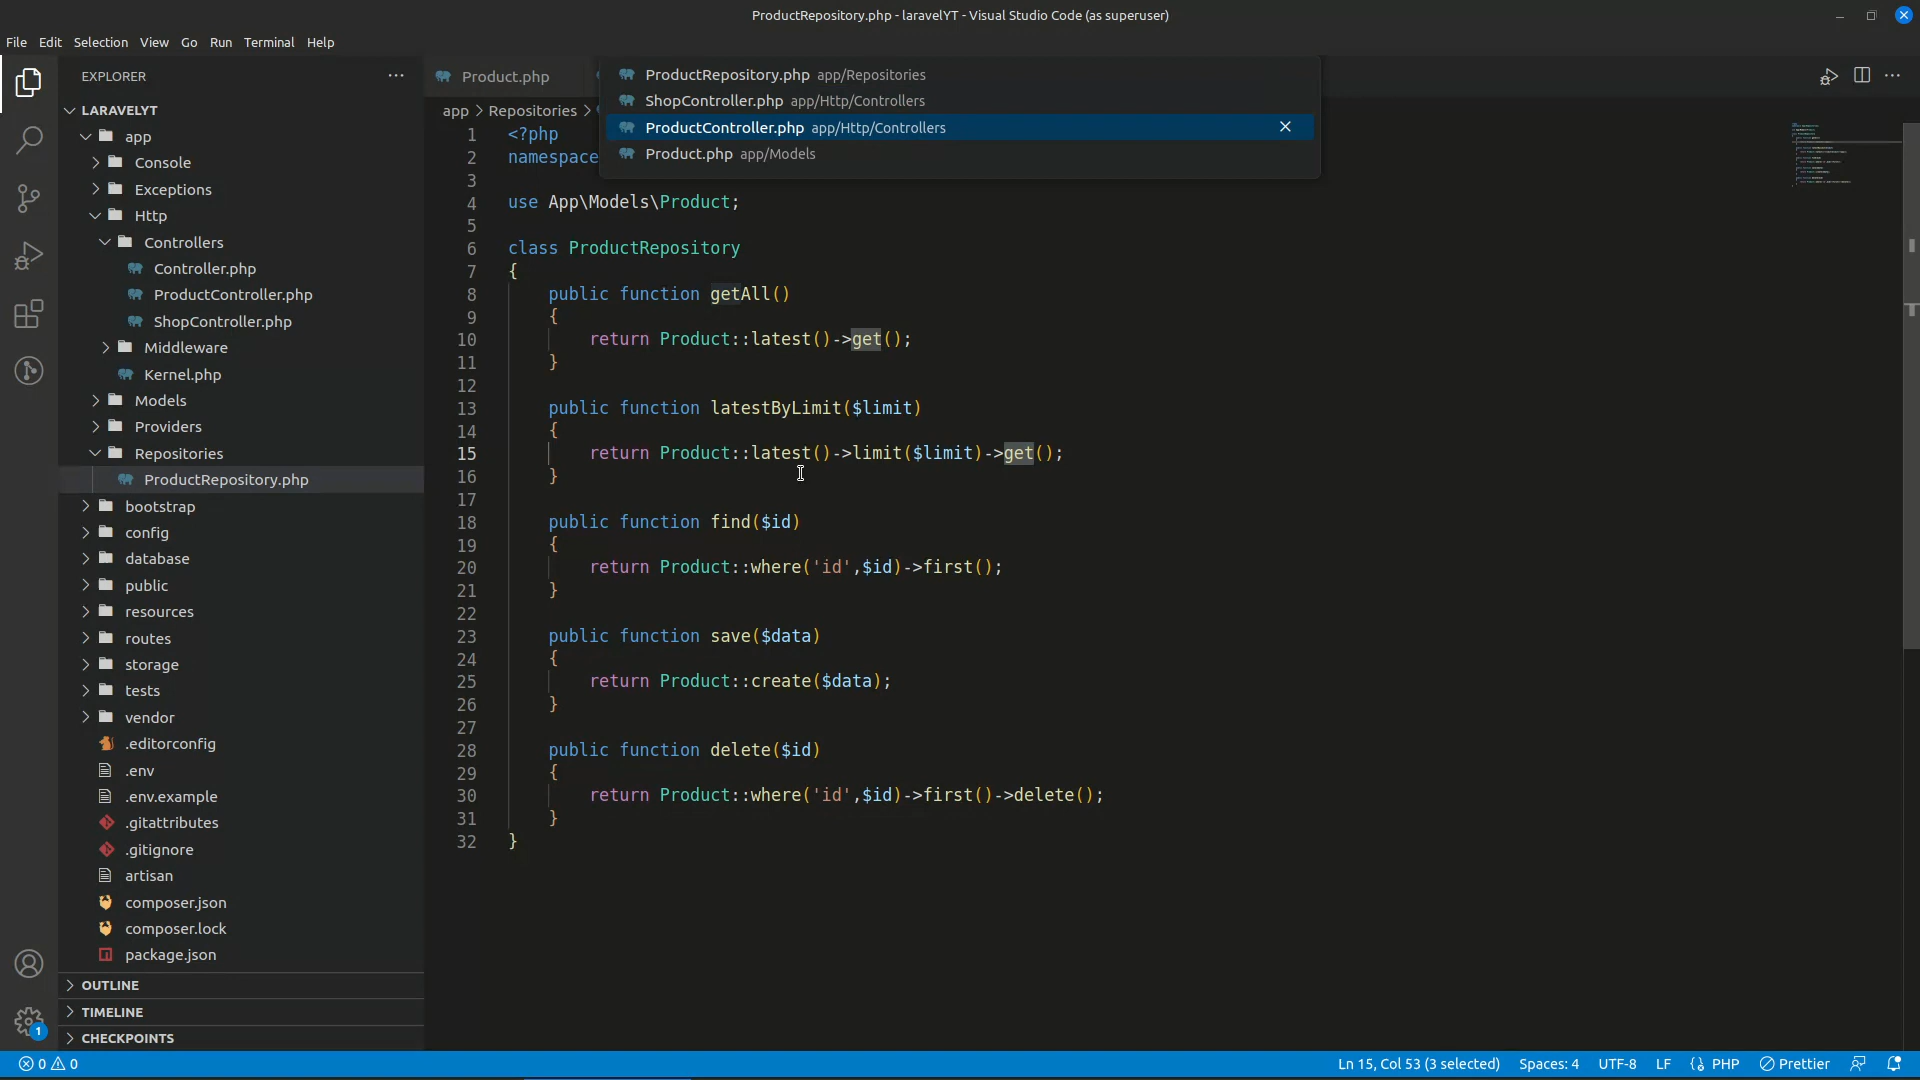 ProductRepository.php - laravelYT - Visual Studio Code (as superuser)
File Edit Selection View Go Run Terminal Help
EXPLORER
LARAVELYT
app
Console
Exceptions
Http
Controllers
Controller.php
ProductController.php
ShopController.php
Middleware
Kernel.php
Models
Providers
Repositories
ProductRepository.php
bootstrap
config
database
public
resources
routes
storage
tests
vendor
.editorconfig
.env
.env.example
.gitattributes
.gitignore
artisan
composer.json
composer.lock
package.json
OUTLINE
TIMELINE
CHECKPOINTS
Product.php
app > Repositories >
ProductRepository.php app/Repositories
ShopController.php app/Http/Controllers
ProductController.php app/Http/Controllers
Product.php app/Models
1 <?php
2 namespace
3
4 use App\Models\Product;
5
6 class ProductRepository
7 {
8 public function getAll()
9 {
10 return Product::latest()->get();
11 }
12
13 public function latestByLimit($limit)
14 {
15 return Product::latest()->limit($limit)->get();
16 }
17
18 public function find($id)
19 {
20 return Product::where('id',$id)->first();
21 }
22
23 public function save($data)
24 {
25 return Product::create($data);
26 }
27
28 public function delete($id)
29 {
30 return Product::where('id',$id)->first()->delete();
31 }
32 }
1
0 0 Ln 15, Col 53 (3 selected) Spaces: 4 UTF-8 LF {} PHP Prettier